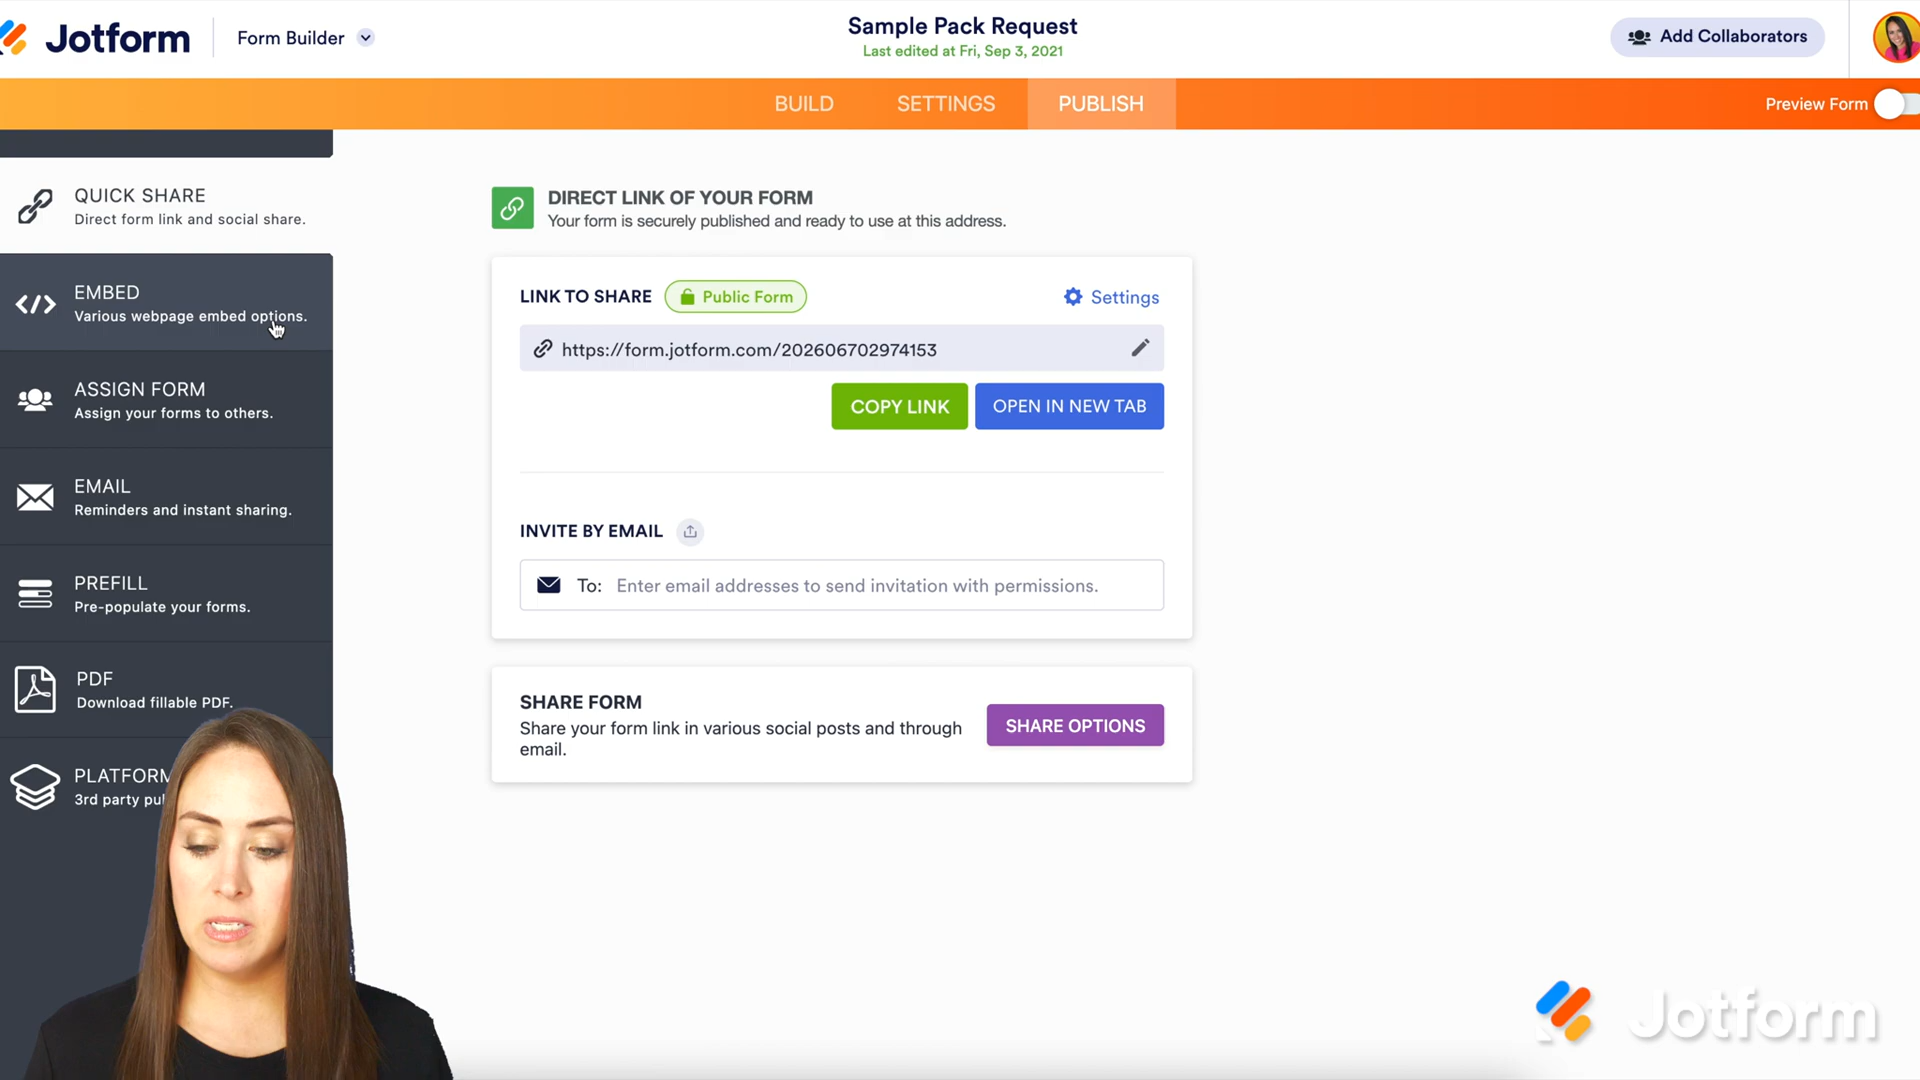 Jotform
Form Builder
Sample Pack Request
Last edited at Fri, Sep 3, 2021
Add Collaborators
BUILD
SETTINGS
PUBLISH
Preview Form
QUICK SHARE
Direct form link and social share.
EMBED
Various webpage embed options.
ASSIGN FORM
Assign your forms to others.
EMAIL
Reminders and instant sharing.
PREFILL
Pre-populate your forms.
PDF
Download fillable PDF.
PLATFORM
3rd party
DIRECT LINK OF YOUR FORM
Your form is securely published and ready to use at this address.
LINK TO SHARE
Public Form
Settings
https://form.jotform.com/202606702974153
COPY LINK
OPEN IN NEW TAB
INVITE BY EMAIL
To: Enter email addresses to send invitation with permissions.
SHARE FORM
Share your form link in various social posts and through
email.
SHARE OPTIONS
Jotform